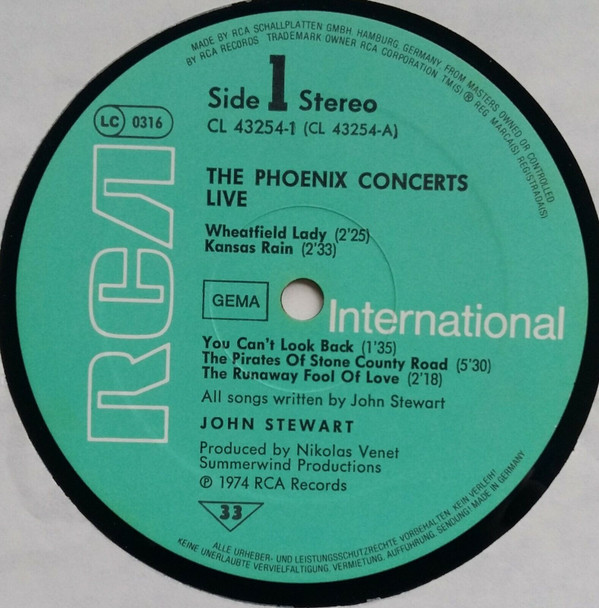 MADE BY RCA SCHALLPLATTEN GMBH, HAMBURG, GERMANY, FROM MASTERS OWNED OR CONTROLLED
BY RCA RECORDS TRADEMARK OWNER RCA CORPORATION TM(S) ® REG. MARCA(S) REGISTRADA(S)
Side 1 Stereo
CL 43254-1 (CL 43254-A)
LC 0316
RCA
THE PHOENIX CONCERTS
LIVE
Wheatfield Lady (2'25)
Kansas Rain (2'33)
GEMA
International
You Can't Look Back (1'35)
The Pirates Of Stone County Road (5'30)
The Runaway Fool Of Love (2'18)
All songs written by John Stewart
JOHN STEWART
Produced by Nikolas Venet
Summerwind Productions
℗ 1974 RCA Records
33
ALLE URHEBER- UND LEISTUNGSSCHUTZRECHTE VORBEHALTEN. KEIN VERLEIH!
KEINE UNERLAUBTE VERVIELFÄLTIGUNG, VERMIETUNG, AUFFÜHRUNG, SENDUNG! MADE IN GERMANY